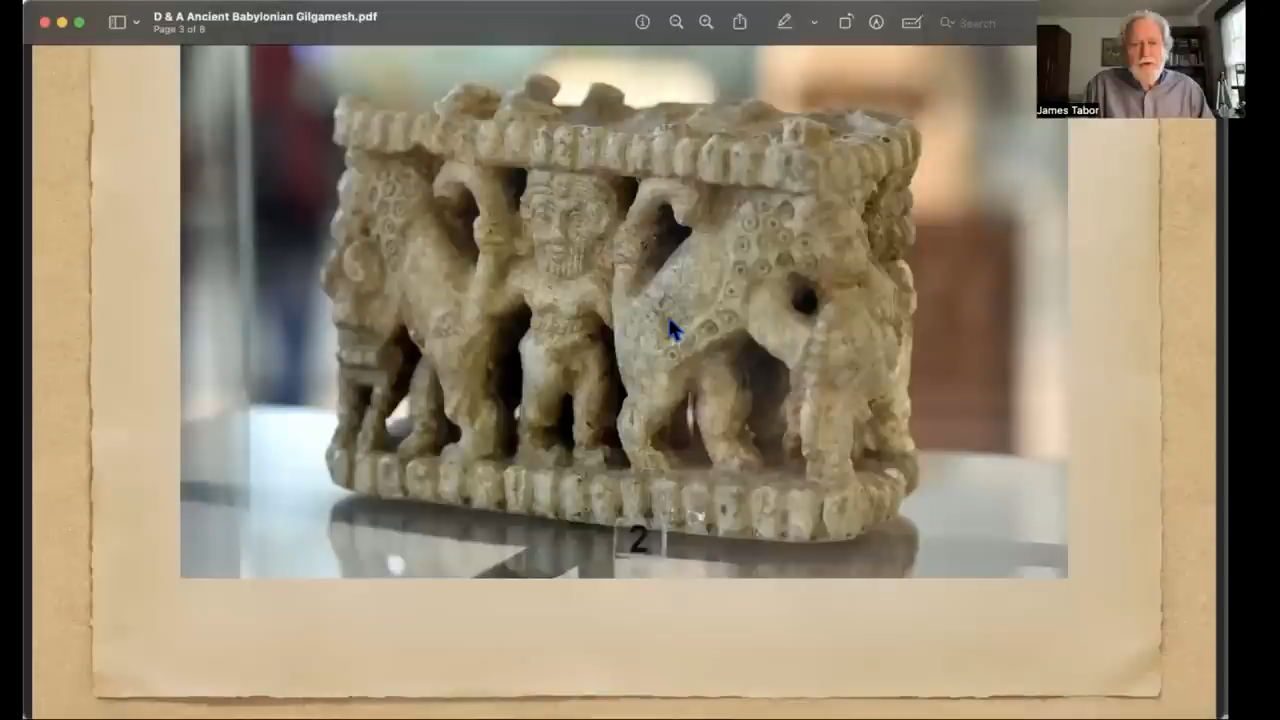 D & A Ancient Babylonian Gilgamesh.pdf
Page 3 of 8
Search
James Tabor
2